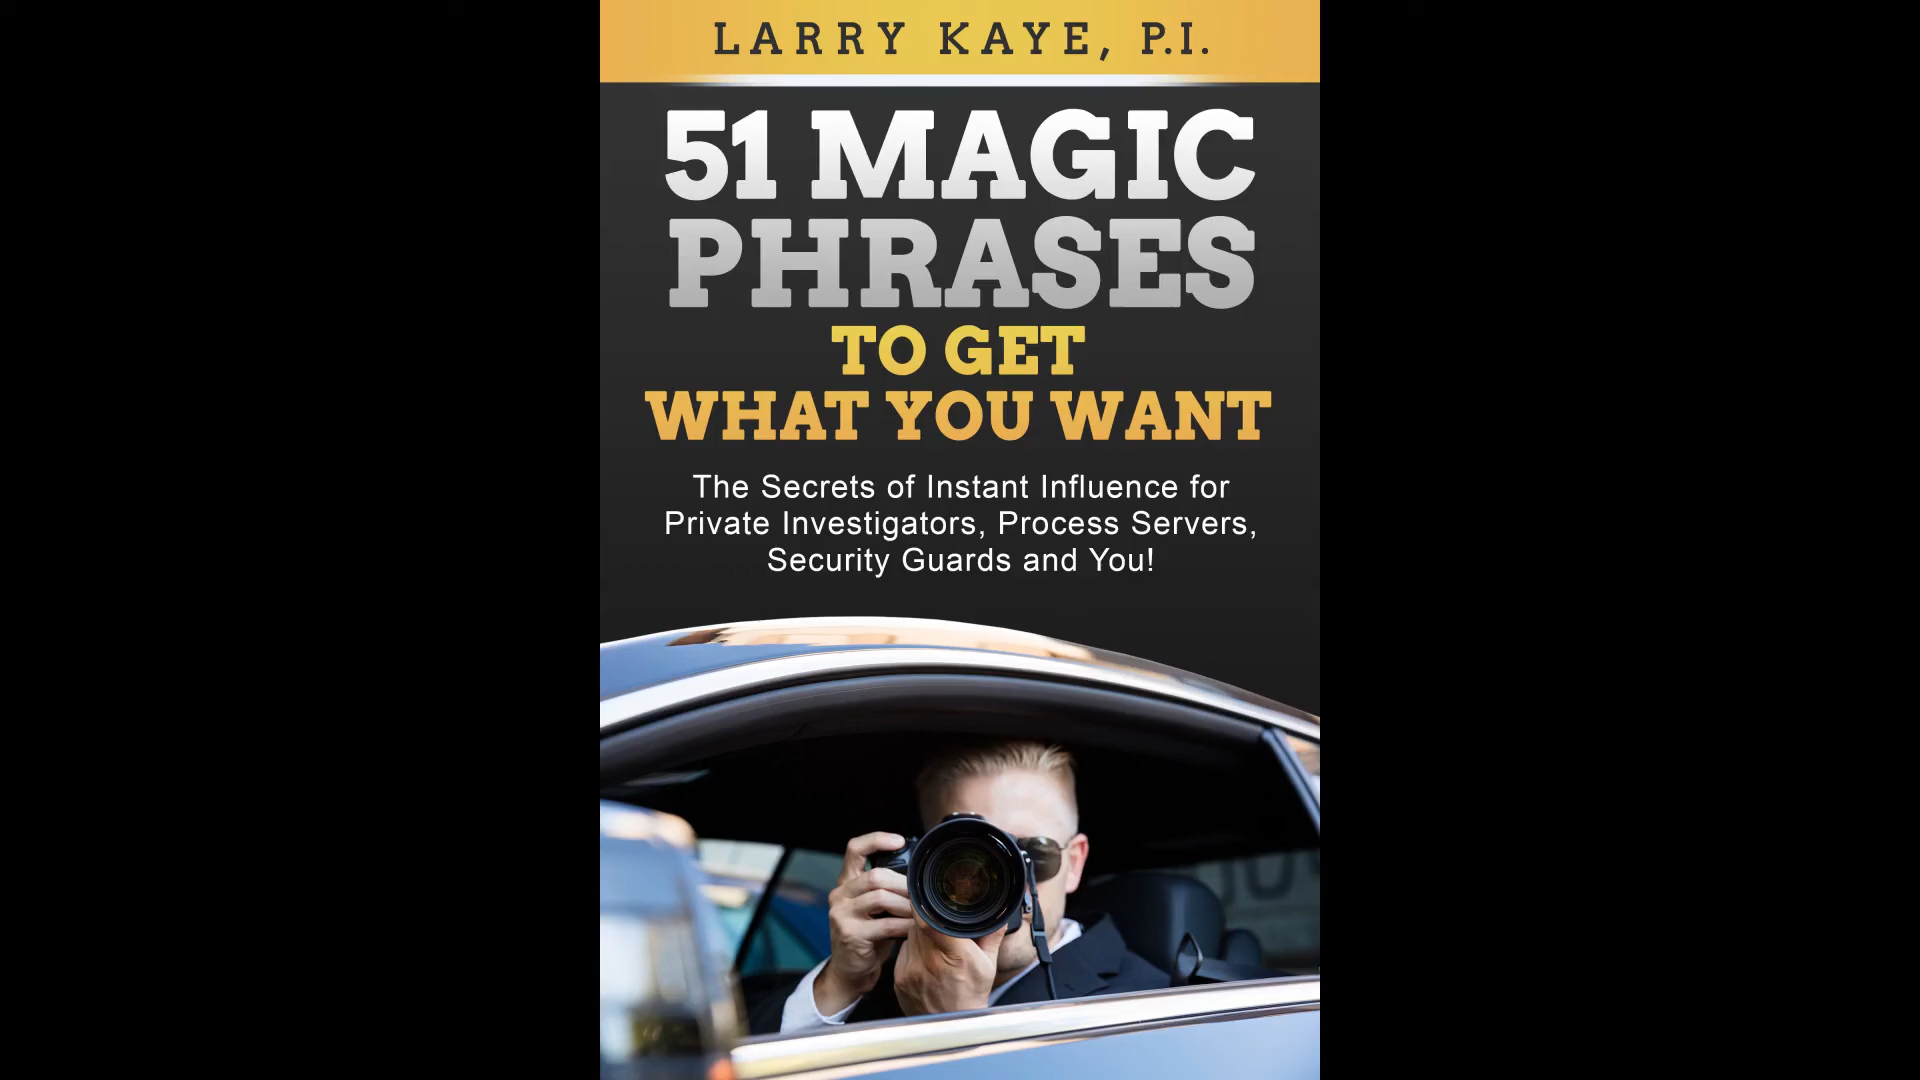 LARRY KAYE, P.I.
51 MAGIC
PHRASES
TO GET
WHAT YOU WANT
The Secrets of Instant Influence for
Private Investigators, Process Servers,
Security Guards and You!